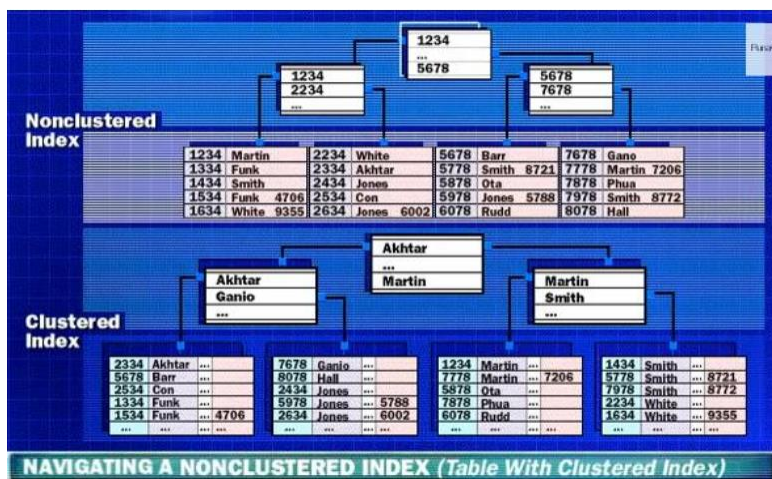 1234
...
5678
1234
2234
...
5678
7678
...
Nonclustered
Index
1234 Martin
1334 Funk
1434 Smith
1534 Funk 4706
1634 White 9355
2234 White
2334 Akhtar
2434 Jones
2534 Con
2634 Jones 6002
5678 Barr
5778 Smith 8721
5878 Ota
5978 Jones 5788
6078 Rudd
7678 Gano
7778 Martin 7206
7878 Phua
7978 Smith 8772
8078 Hall
Akhtar
...
Martin
Akhtar
Ganio
...
Martin
Smith
...
Clustered
Index
2334 Akhtar ...
5678 Barr ...
2534 Con ...
1334 Funk ...
1534 Funk ... 4706
... ... ... ...
7678 Ganio ...
8078 Hall ...
2434 Jones ...
5978 Jones ... 5788
2634 Jones ... 6002
... ... ... ...
1234 Martin ...
7778 Martin ... 7206
5878 Ota ...
7878 Phua ...
6078 Rudd ...
... ... ... ...
1434 Smith ...
5778 Smith ... 8721
7978 Smith ... 8772
2234 White ...
1634 White ... 9355
... ... ... ...
NAVIGATING A NONCLUSTERED INDEX (Table With Clustered Index)